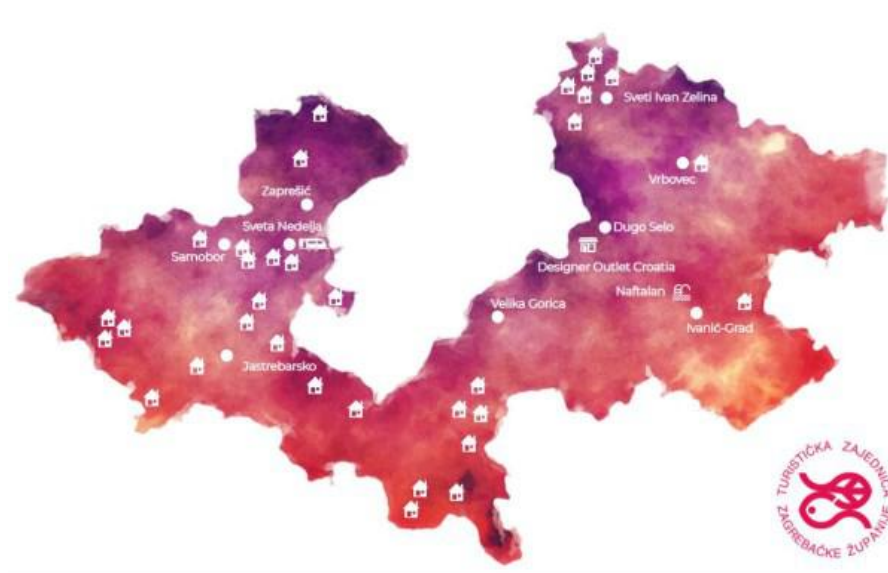 Sveti Ivan Zelina
Vrbovec
Zaprešić
Sveta Nedelja
Samobor
Dugo Selo
Designer Outlet Croatia
Naftalan
Velika Gorica
Ivanić-Grad
Jastrebarsko
TURISTIČKA ZAJEDNICA
ZAGREBAČKE ŽUPANIJE